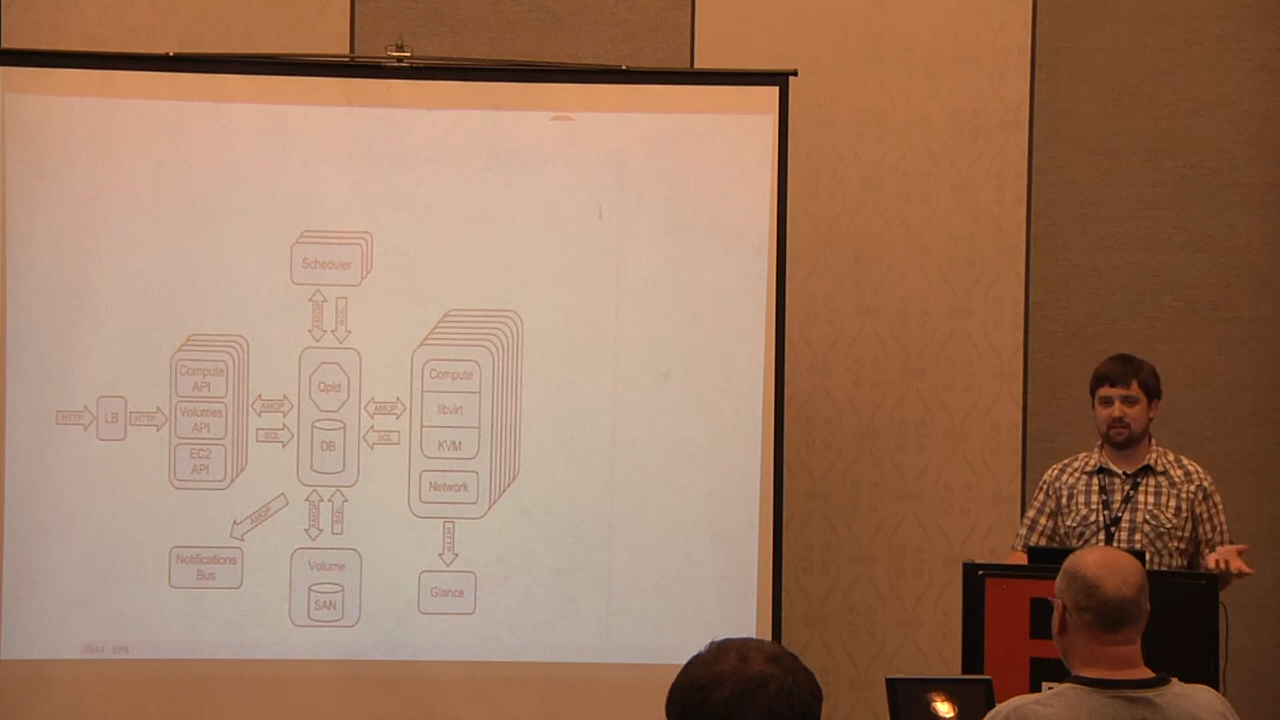 Scheduler
AMQP
SQL
Compute
API
Volumes
API
EC2
API
Qpid
DB
Compute
libvirt
KVM
Network
HTTP
LB
HTTP
AMQP
SQL
AMQP
SQL
AMQP
AMQP
SQL
HTTP
Notifications
Bus
Volume
SAN
Glance